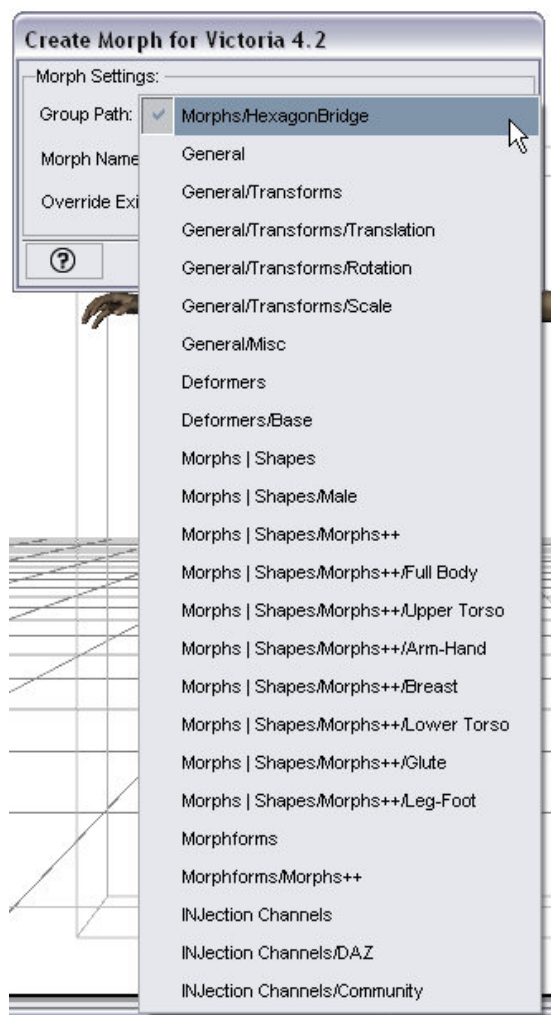 Create Morph for Victoria 4.2
Morph Settings:
Group Path:
Morphs/HexagonBridge
Morph Name
General
Override Exi
General/Transforms
General/Transforms/Translation
General/Transforms/Rotation
General/Transforms/Scale
General/Misc
Deformers
Deformers/Base
Morphs | Shapes
Morphs | Shapes/Male
Morphs | Shapes/Morphs++
Morphs | Shapes/Morphs++/Full Body
Morphs | Shapes/Morphs++/Upper Torso
Morphs | Shapes/Morphs++/Arm-Hand
Morphs | Shapes/Morphs++/Breast
Morphs | Shapes/Morphs++/Lower Torso
Morphs | Shapes/Morphs++/Glute
Morphs | Shapes/Morphs++/Leg-Foot
Morphforms
Morphforms/Morphs++
INJection Channels
INJection Channels/DAZ
INJection Channels/Community